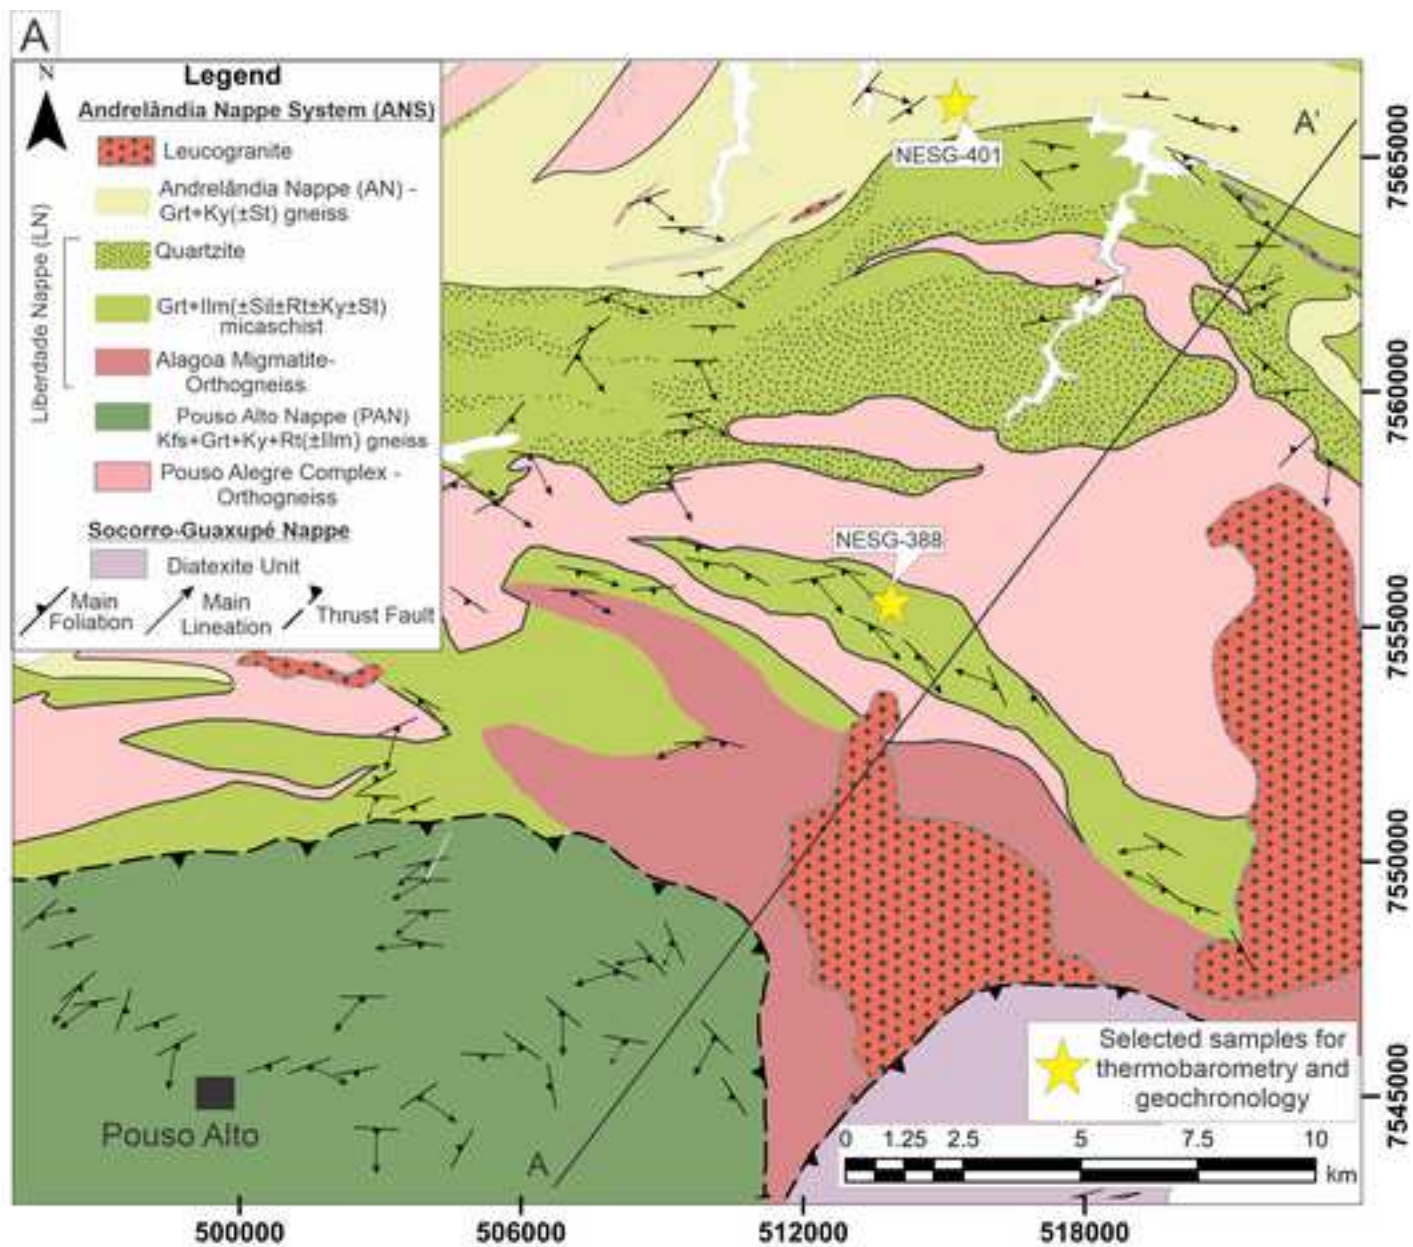 A
Legend
N
Andrelândia Nappe System (ANS)
Leucogranite
Andrelândia Nappe (AN) -
Grt+Ky(±St) gneiss
Liberdade Nappe (LN)
Quartzite
Grt+Ilm(±Sil±Rt±Ky±St)
micaschist
Alagoa Migmatite-
Orthogneiss
Pouso Alto Nappe (PAN)
Kfs+Grt+Ky+Rt(±Ilm) gneiss
Pouso Alegre Complex -
Orthogneiss
Socorro-Guaxupé Nappe
Diatexite Unit
Main
Foliation
Main
Lineation
Thrust Fault
NESG-401
A'
NESG-388
Pouso Alto
A
Selected samples for
thermobarometry and
geochronology
0 1.25 2.5 5 7.5 10
km
7565000
7560000
7555000
7550000
7545000
500000 506000 512000 518000